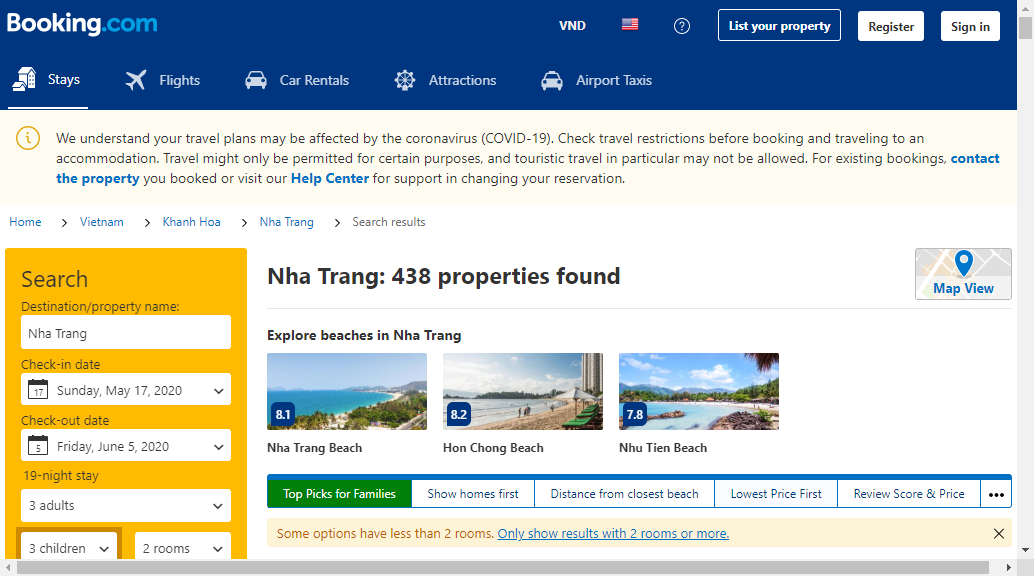 Booking.com
VND
List your property
Register
Sign in
Stays
Flights
Car Rentals
Attractions
Airport Taxis
We understand your travel plans may be affected by the coronavirus (COVID-19). Check travel restrictions before booking and traveling to an
accommodation. Travel might only be permitted for certain purposes, and touristic travel in particular may not be allowed. For existing bookings, contact
the property you booked or visit our Help Center for support in changing your reservation.
Home
Vietnam
Khanh Hoa
Nha Trang
Search results
Search
Destination/property name:
Nha Trang
Check-in date
17
Sunday, May 17, 2020
Check-out date
5
Friday, June 5, 2020
19-night stay
3 adults
3 children
2 rooms
Nha Trang: 438 properties found
Map View
Explore beaches in Nha Trang
8.1
8.2
7.8
Nha Trang Beach
Hon Chong Beach
Nhu Tien Beach
Top Picks for Families
Show homes first
Distance from closest beach
Lowest Price First
Review Score & Price
•••
Some options have less than 2 rooms. Only show results with 2 rooms or more.